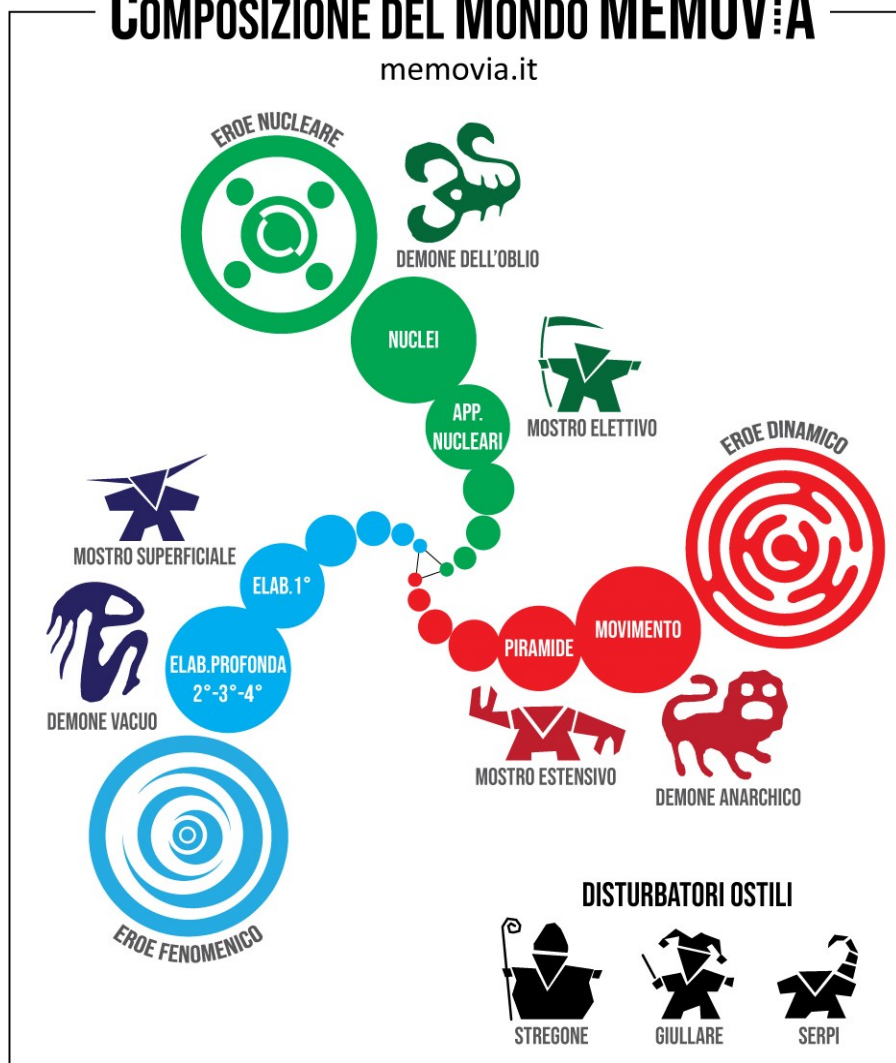 COMPOSIZIONE DEL MONDO MEMOVIA
memovia.it
EROE NUCLEARE
DEMONE DELL'OBLIO
NUCLEI
APP.
NUCLEARI
MOSTRO ELETTIVO
EROE DINAMICO
MOSTRO SUPERFICIALE
ELAB.1°
ELAB.PROFONDA
2°-3°-4°
DEMONE VACUO
PIRAMIDE
MOVIMENTO
MOSTRO ESTENSIVO
DEMONE ANARCHICO
EROE FENOMENICO
DISTURBATORI OSTILI
STREGONE
GIULLARE
SERPI